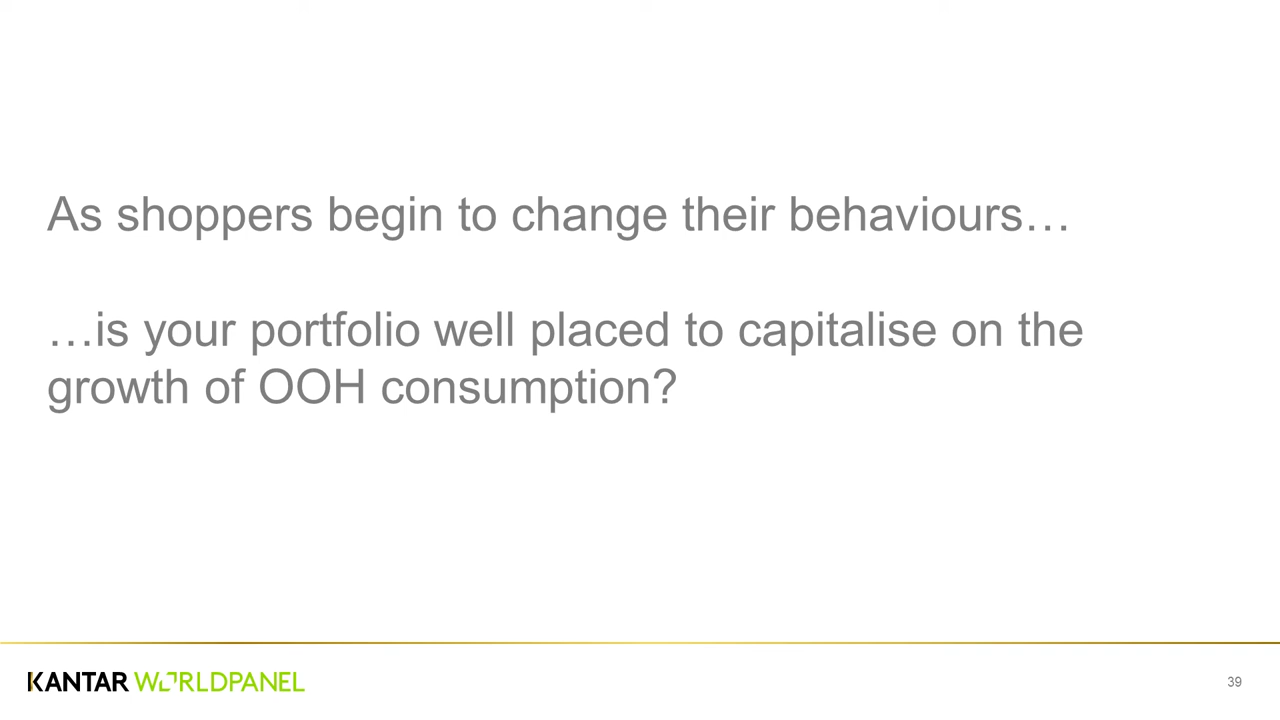 As shoppers begin to change their behaviours…
…is your portfolio well placed to capitalise on the
growth of OOH consumption?
KANTAR WORLDPANEL
39